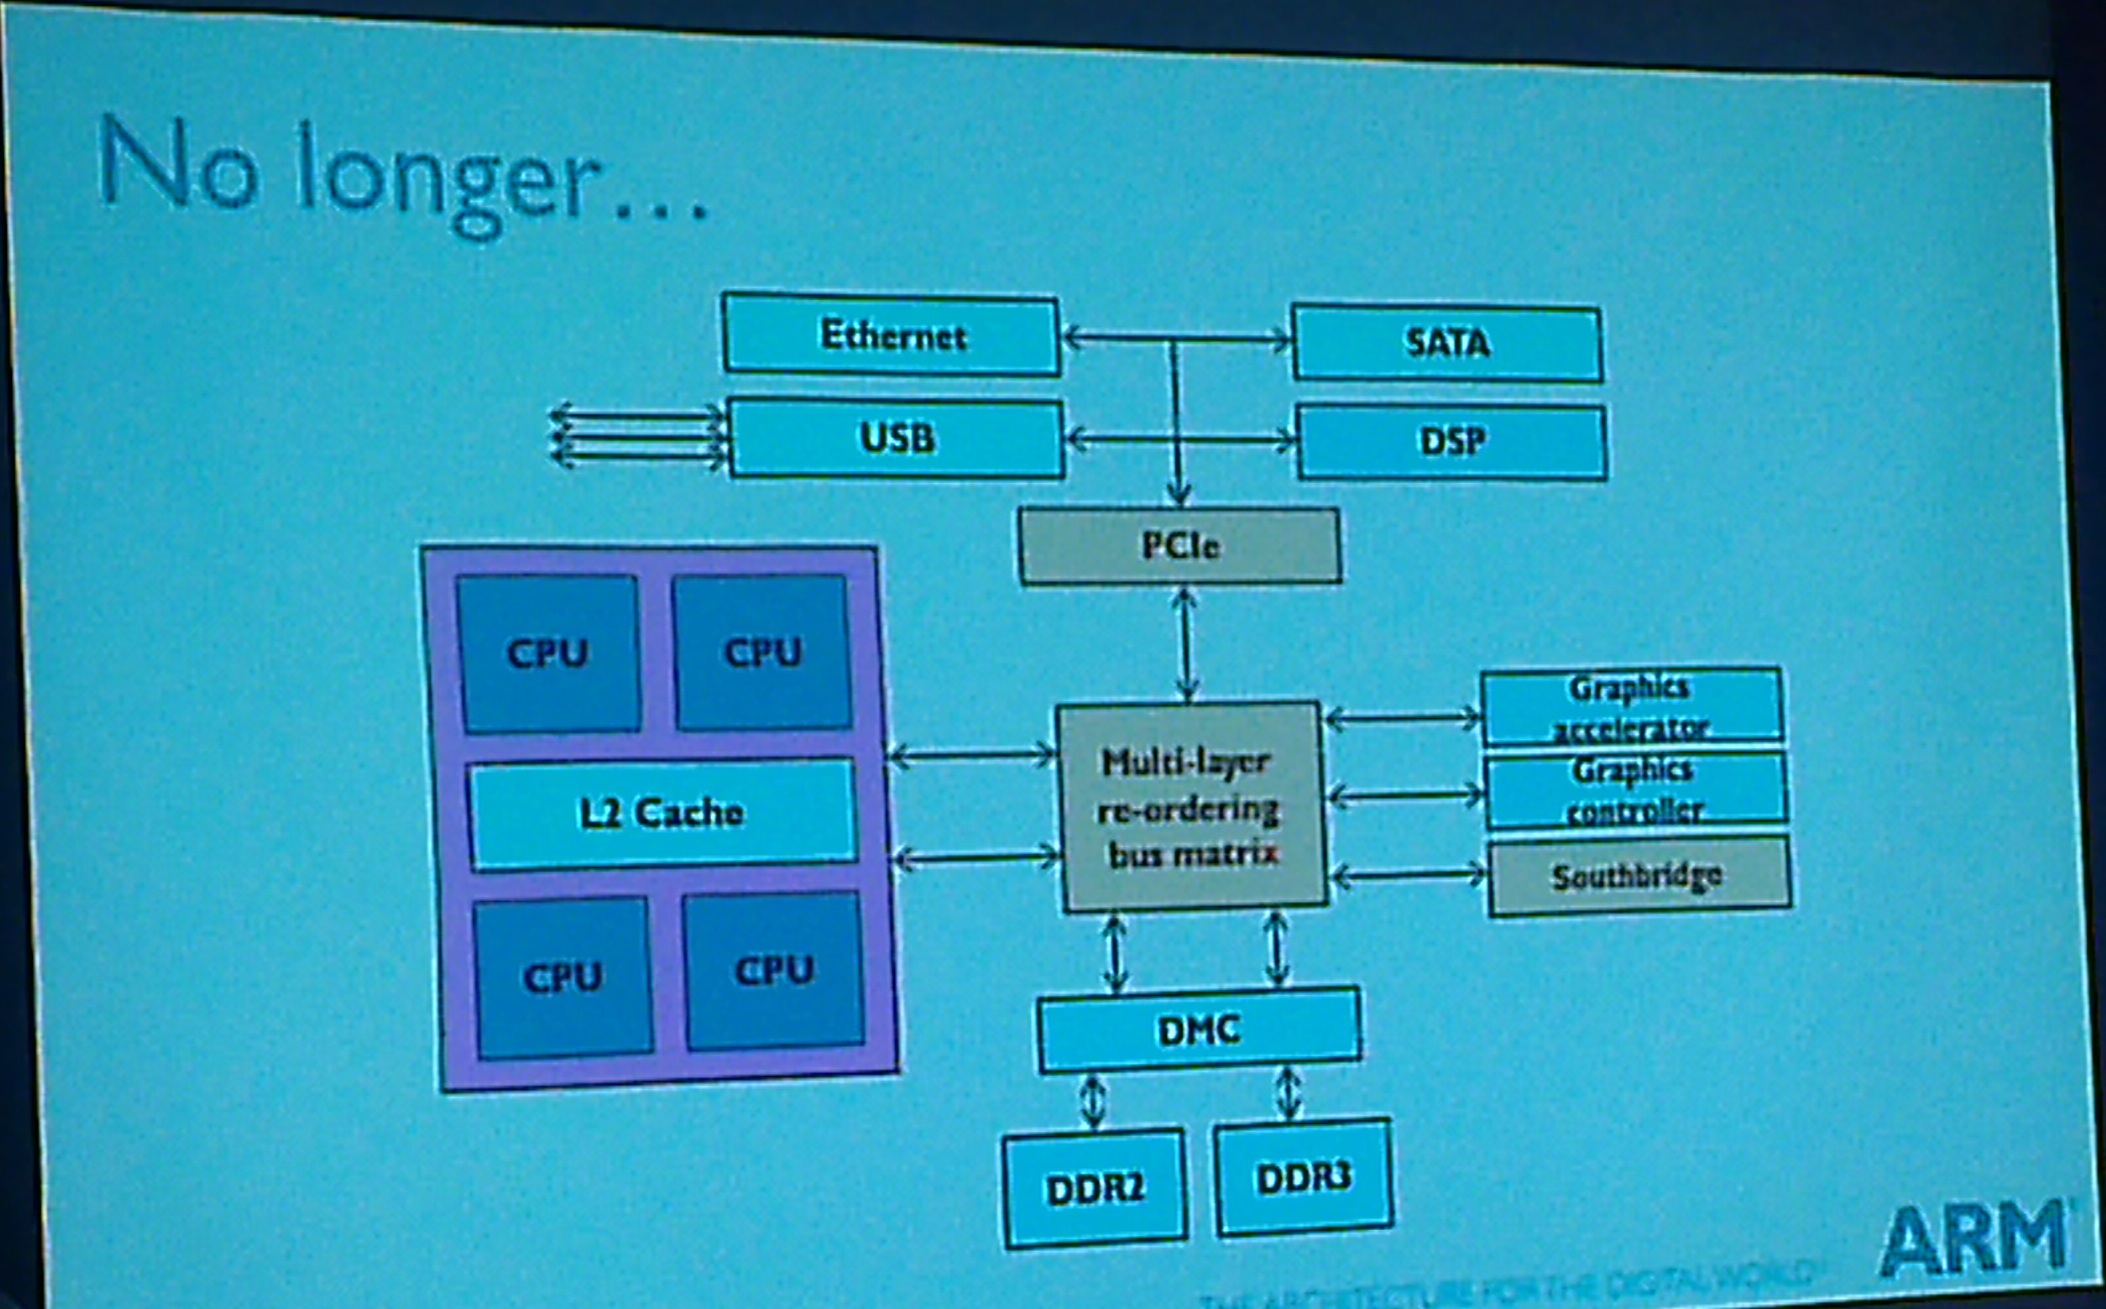 No longer...
Ethernet
SATA
USB
DSP
PCIe
CPU
CPU
L2 Cache
CPU
CPU
Multi-layer
re-ordering
bus matrix
Graphics
accelerator
Graphics
controller
Southbridge
DMC
DDR2
DDR3
THE ARCHITECTURE FOR THE DIGITAL WORLD®
ARM®